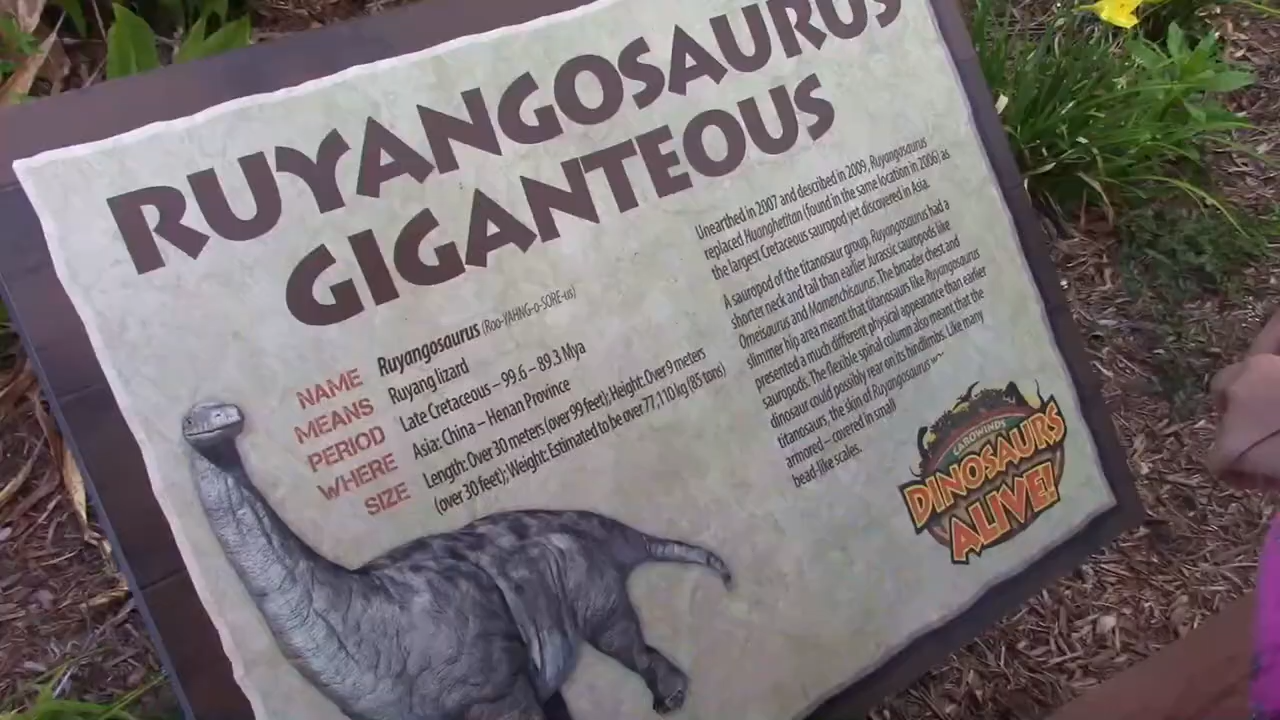 RUYANGOSAURUS
GIGANTEOUS
NAME Ruyangosaurus (Roo-YAHNG-o-SORE-us)
MEANS Ruyang lizard
PERIOD Late Cretaceous – 99.6 – 89.3 Mya
WHERE Asia: China – Henan Province
SIZE Length: Over 30 meters (over 99 feet); Height: Over 9 meters
(over 30 feet); Weight: Estimated to be over 77,110 kg (85 tons)
Unearthed in 2007 and described in 2009, Ruyangosaurus
replaced Huanghetitan (found in the same location in 2006) as
the largest Cretaceous sauropod yet discovered in Asia.
A sauropod of the titanosaur group, Ruyangosaurus had a
shorter neck and tail than earlier Jurassic sauropods like
Omeisaurus and Mamenchisaurus. The broader chest and
slimmer hip area meant that titanosaurs like Ruyangosaurus
presented a much different physical appearance than earlier
sauropods. The flexible spinal column also meant that the
dinosaur could possibly rear on its hindlimbs. Like many
titanosaurs, the skin of Ruyangosaurus
armored – covered in small
bead-like scales.
CAROWINDS
DINOSAURS
ALIVE!